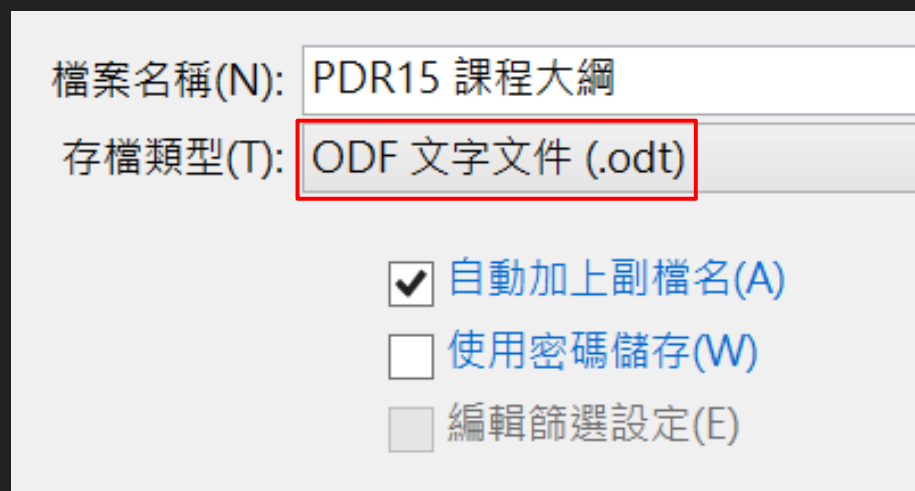 檔案名稱(N): PDR15 課程大綱
存檔類型(T): ODF 文字文件 (.odt)
自動加上副檔名(A)
使用密碼儲存(W)
編輯篩選設定(E)